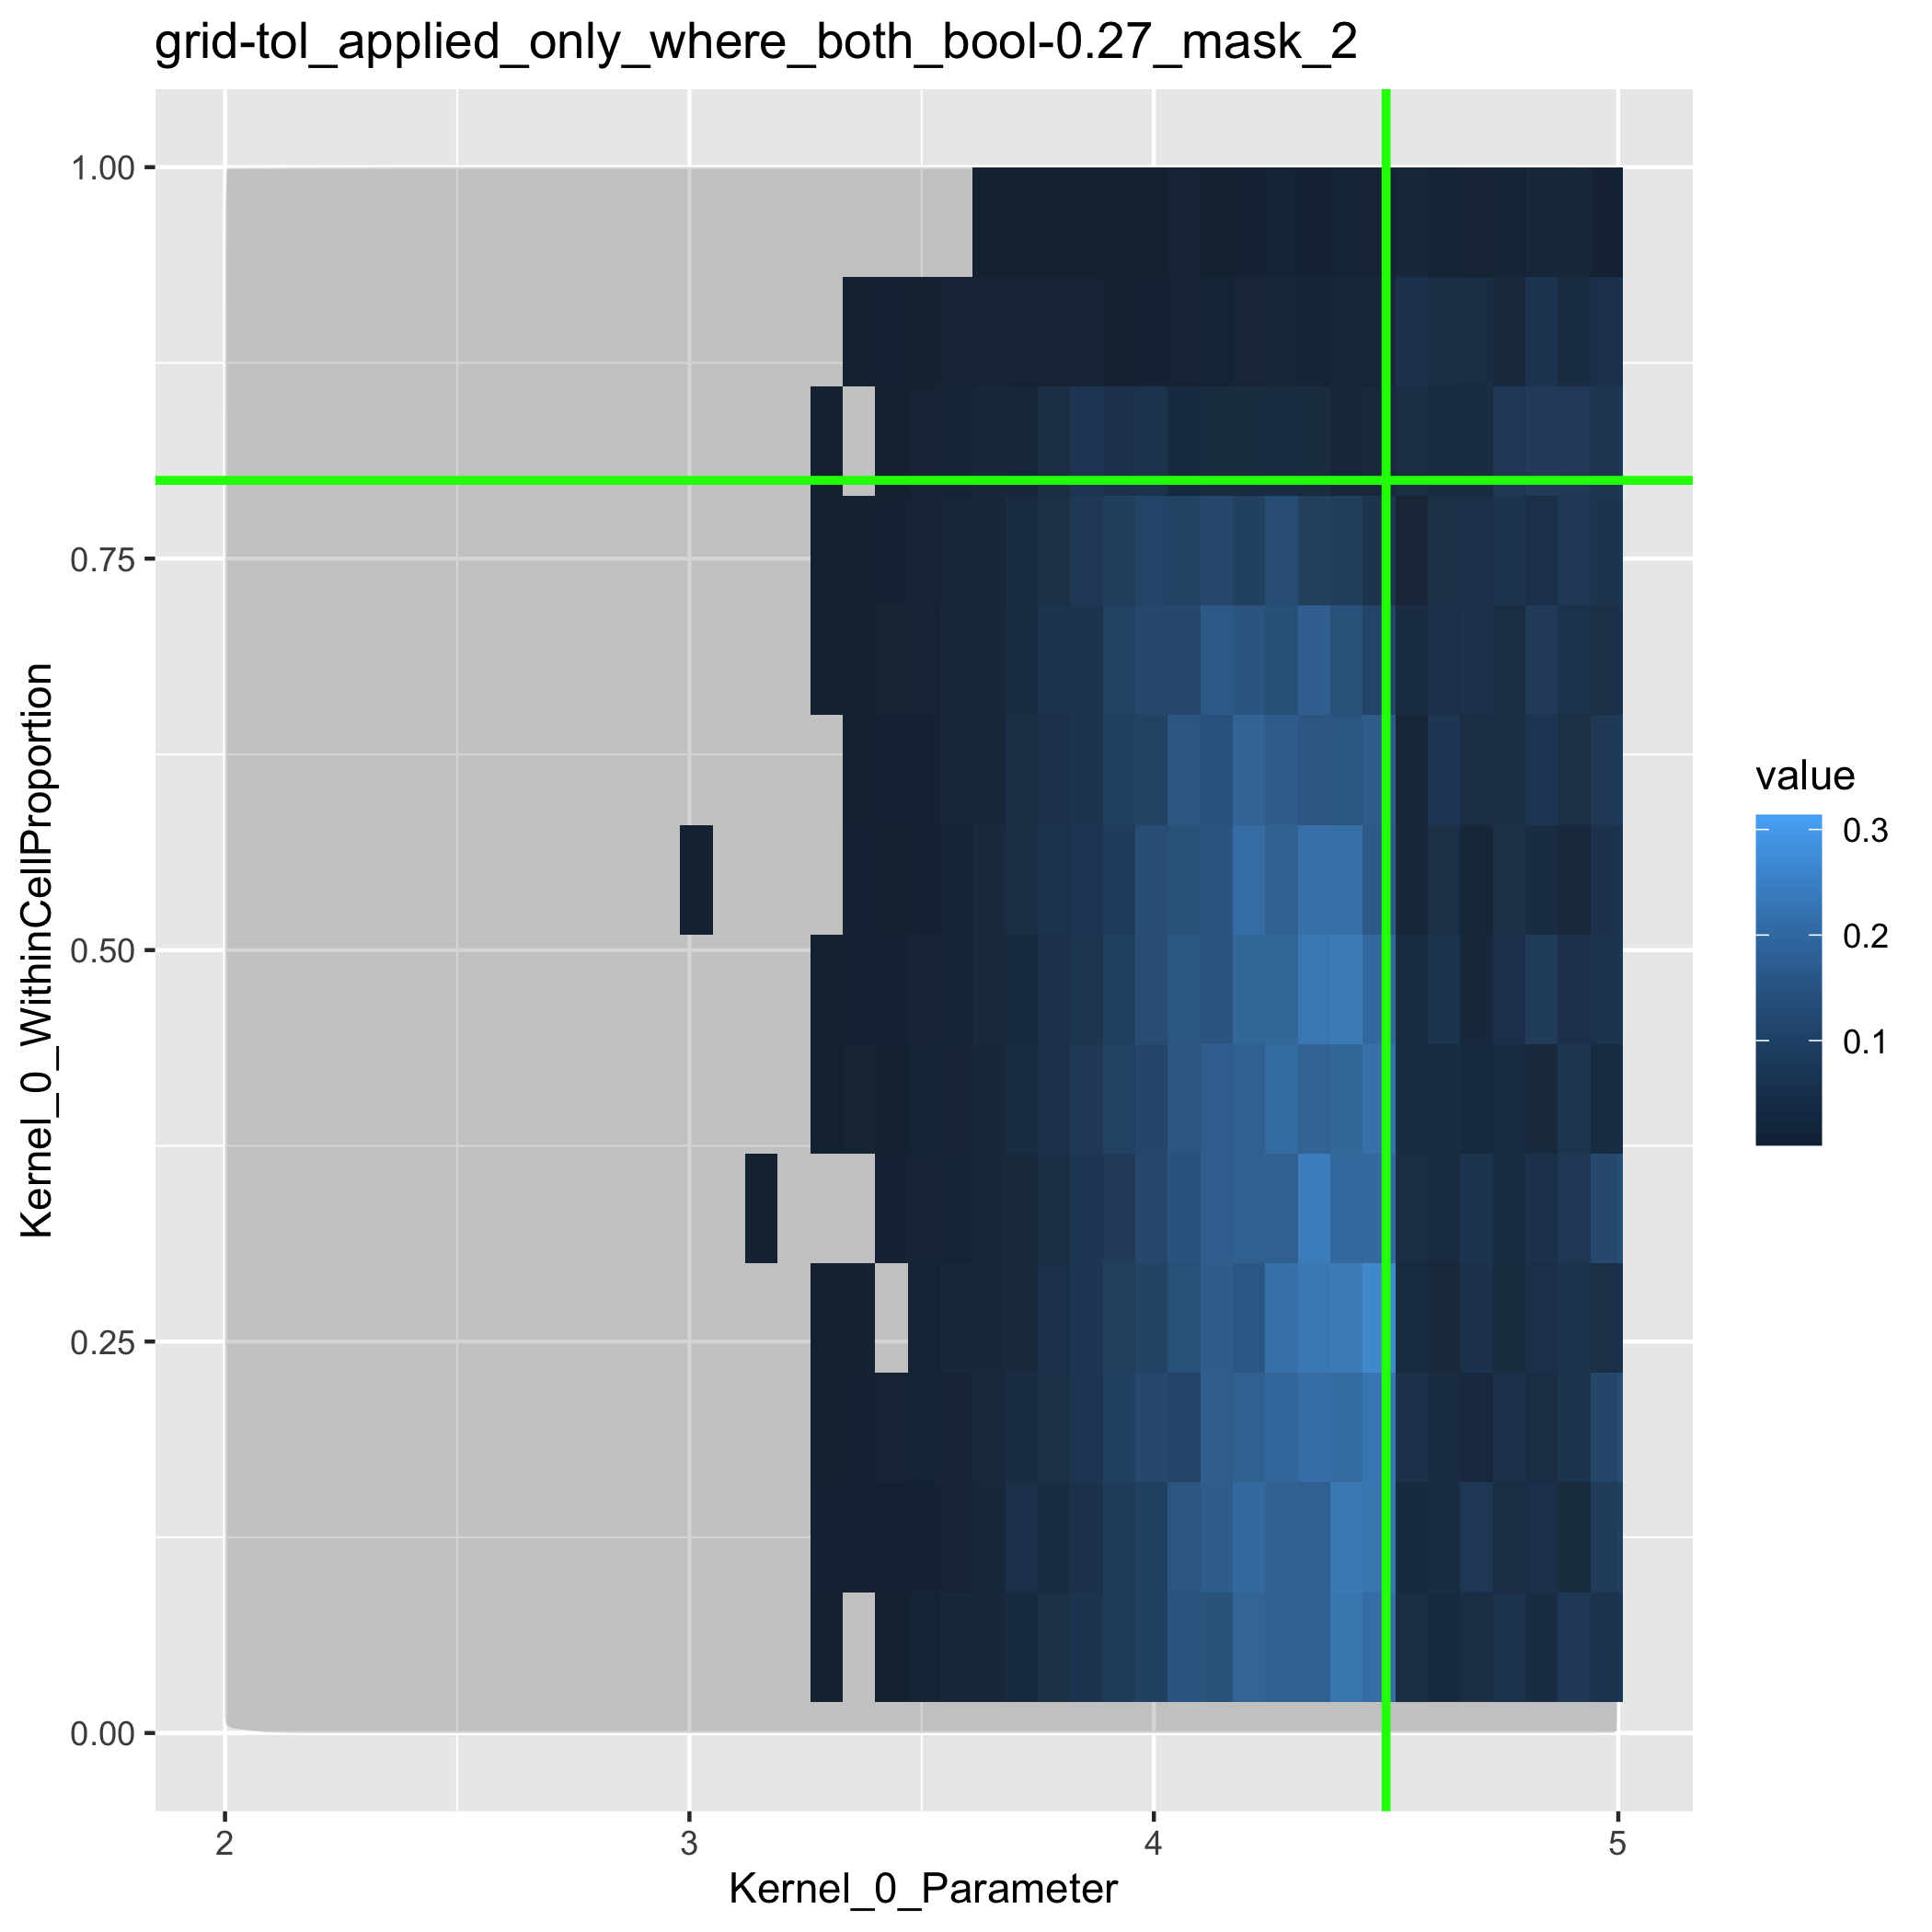 grid-tol_applied_only_where_both_bool-0.27_mask_2
1.00
0.75
0.50
0.25
0.00
Kernel_0_WithinCellProportion
2 3 4 5
Kernel_0_Parameter
value
0.3
0.2
0.1